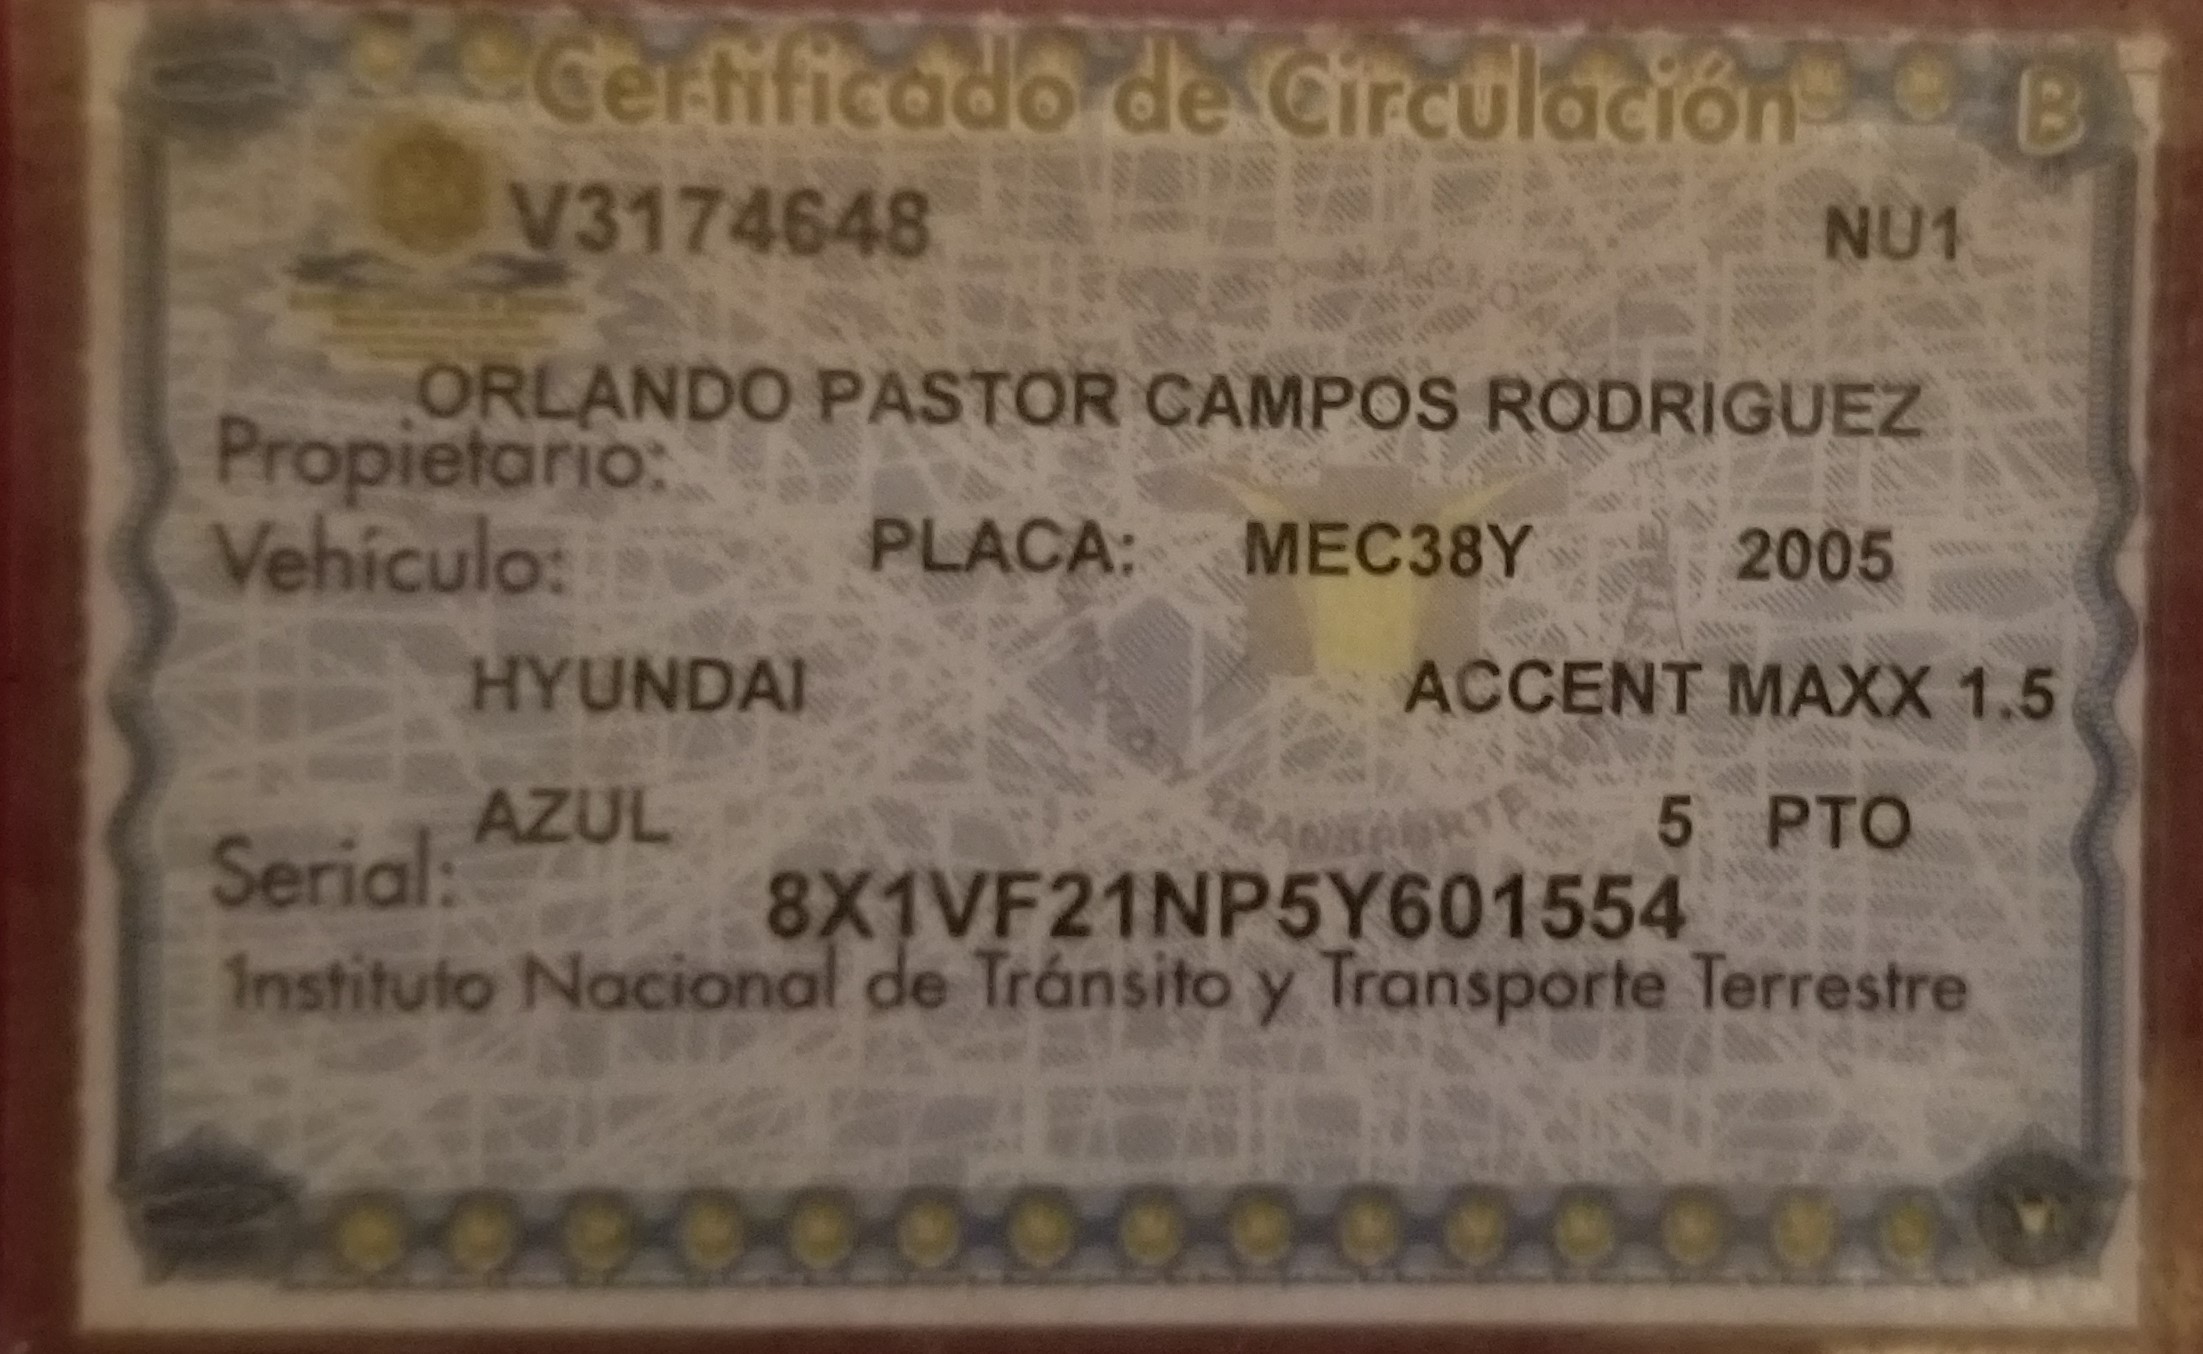 Certificado de Circulación B
V3174648 NU1
ORLANDO PASTOR CAMPOS RODRIGUEZ
Propietario:
Vehículo: PLACA: MEC38Y 2005
HYUNDAI ACCENT MAXX 1.5
AZUL 5 PTO
Serial: 8X1VF21NP5Y601554
Instituto Nacional de Tránsito y Transporte Terrestre